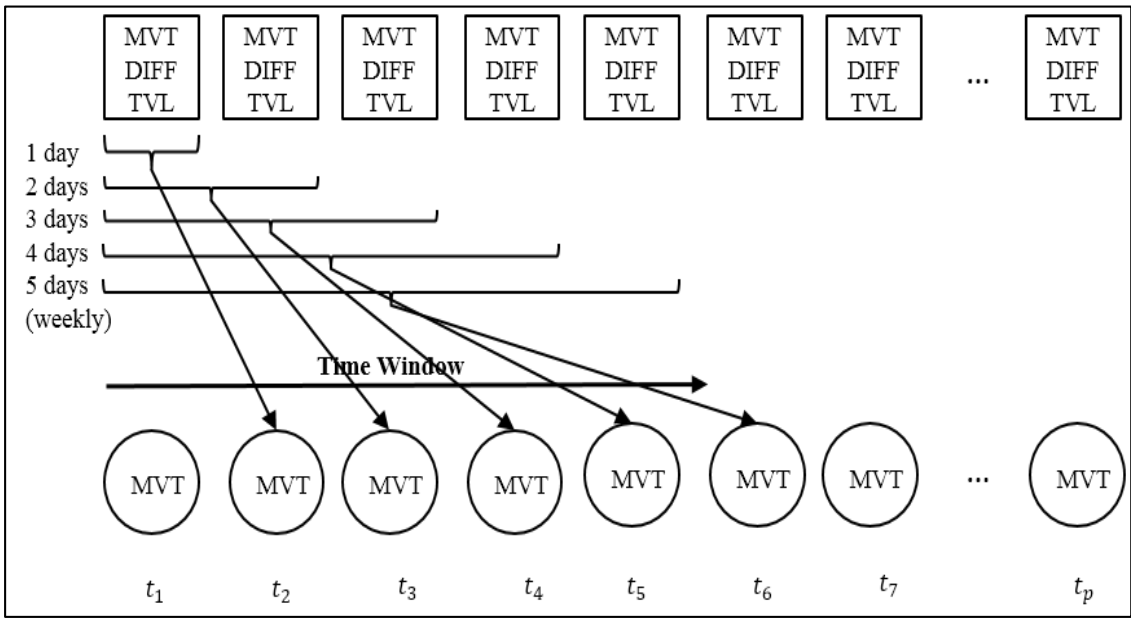 MVT MVT MVT MVT MVT MVT MVT MVT
DIFF DIFF DIFF DIFF DIFF DIFF DIFF ... DIFF
TVL TVL TVL TVL TVL TVL TVL TVL
1 day
2 days
3 days
4 days
5 days
(weekly)
Time Window
MVT MVT MVT MVT MVT MVT MVT ... MVT
t₁ t₂ t₃ t₄ t₅ t₆ t₇ tₚ